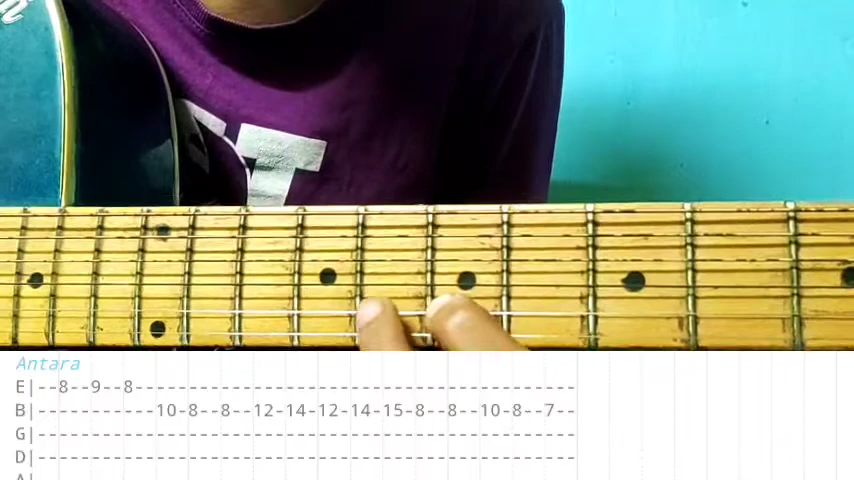 Antara
E|--8--9--8-----------------------------------------
B|-----------10-8--8--12-14-12-14-15-8--8--10-8--7--
G|--------------------------------------------------
D|--------------------------------------------------